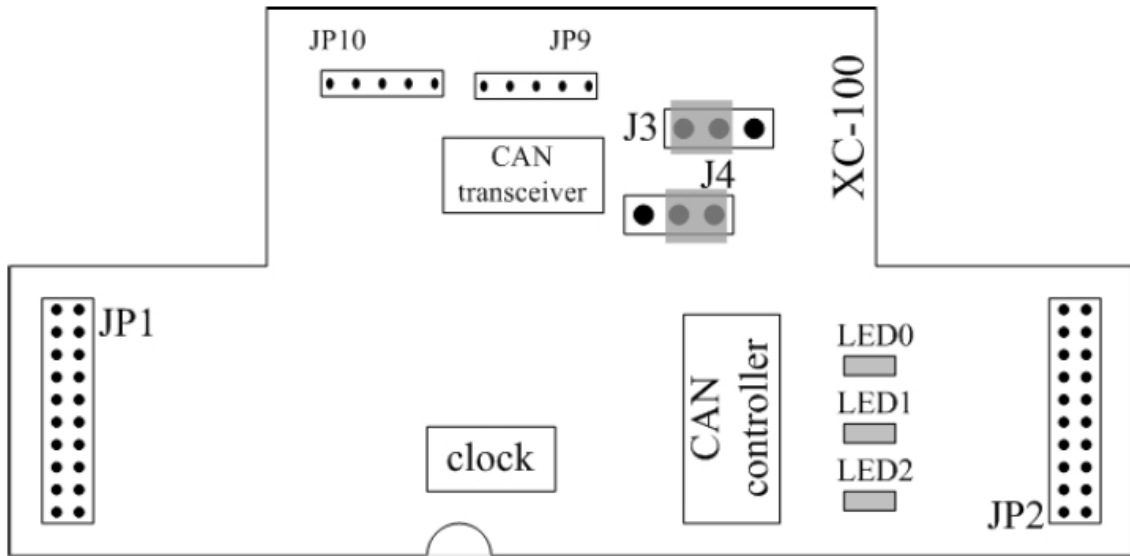 JP10
JP9
J3
XC-100
CAN
transceiver
J4
JP1
LED0
CAN
controller
LED1
clock
LED2
JP2